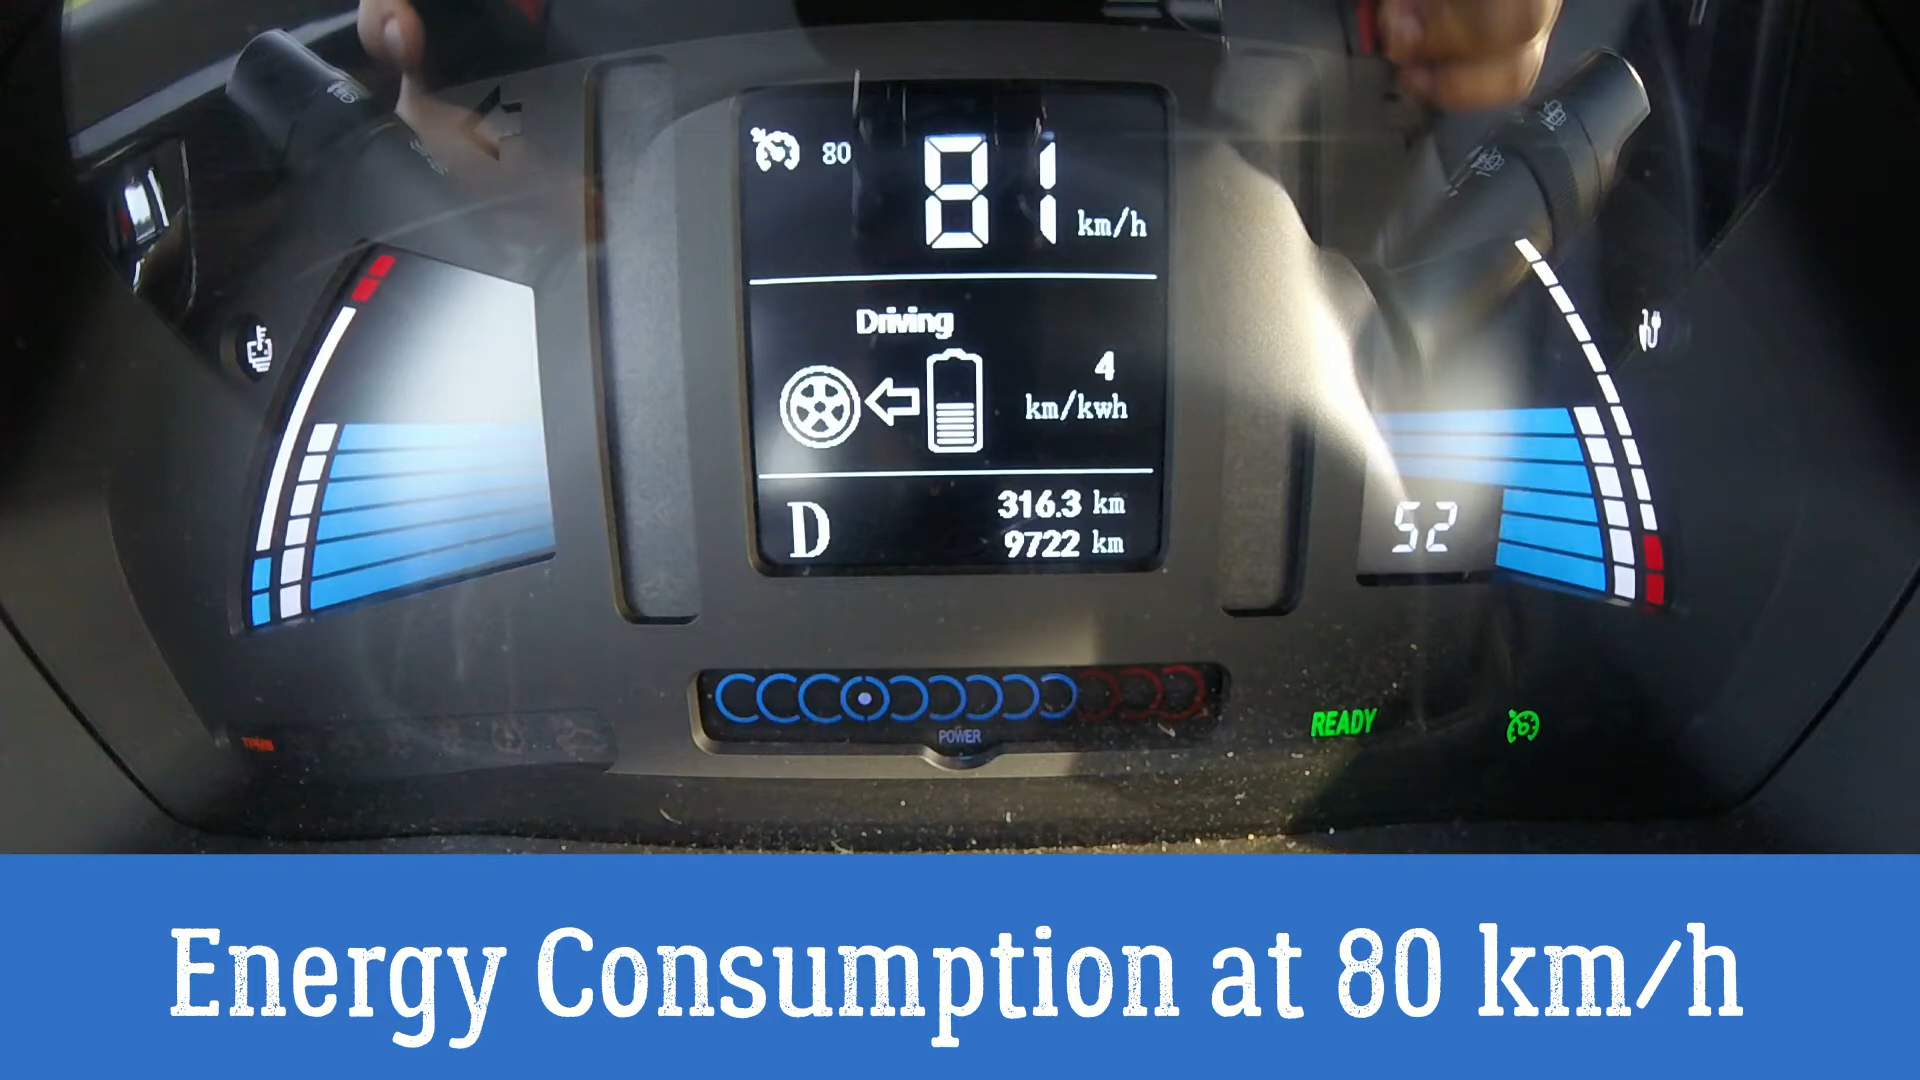 80
81
km/h
Driving
4
km/kwh
52
D
316.3 km
9722 km
POWER
READY
Energy Consumption at 80 km/h